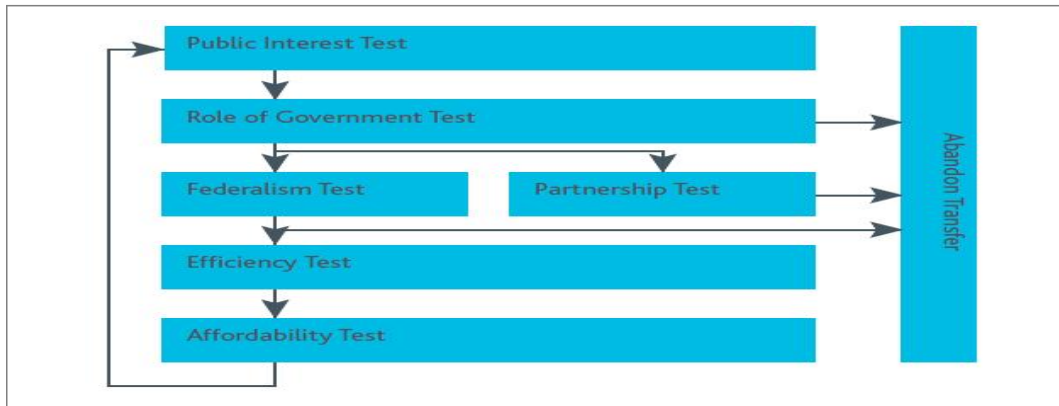 Public Interest Test
Role of Government Test
Federalism Test
Partnership Test
Efficiency Test
Affordability Test
Abandon Transfer